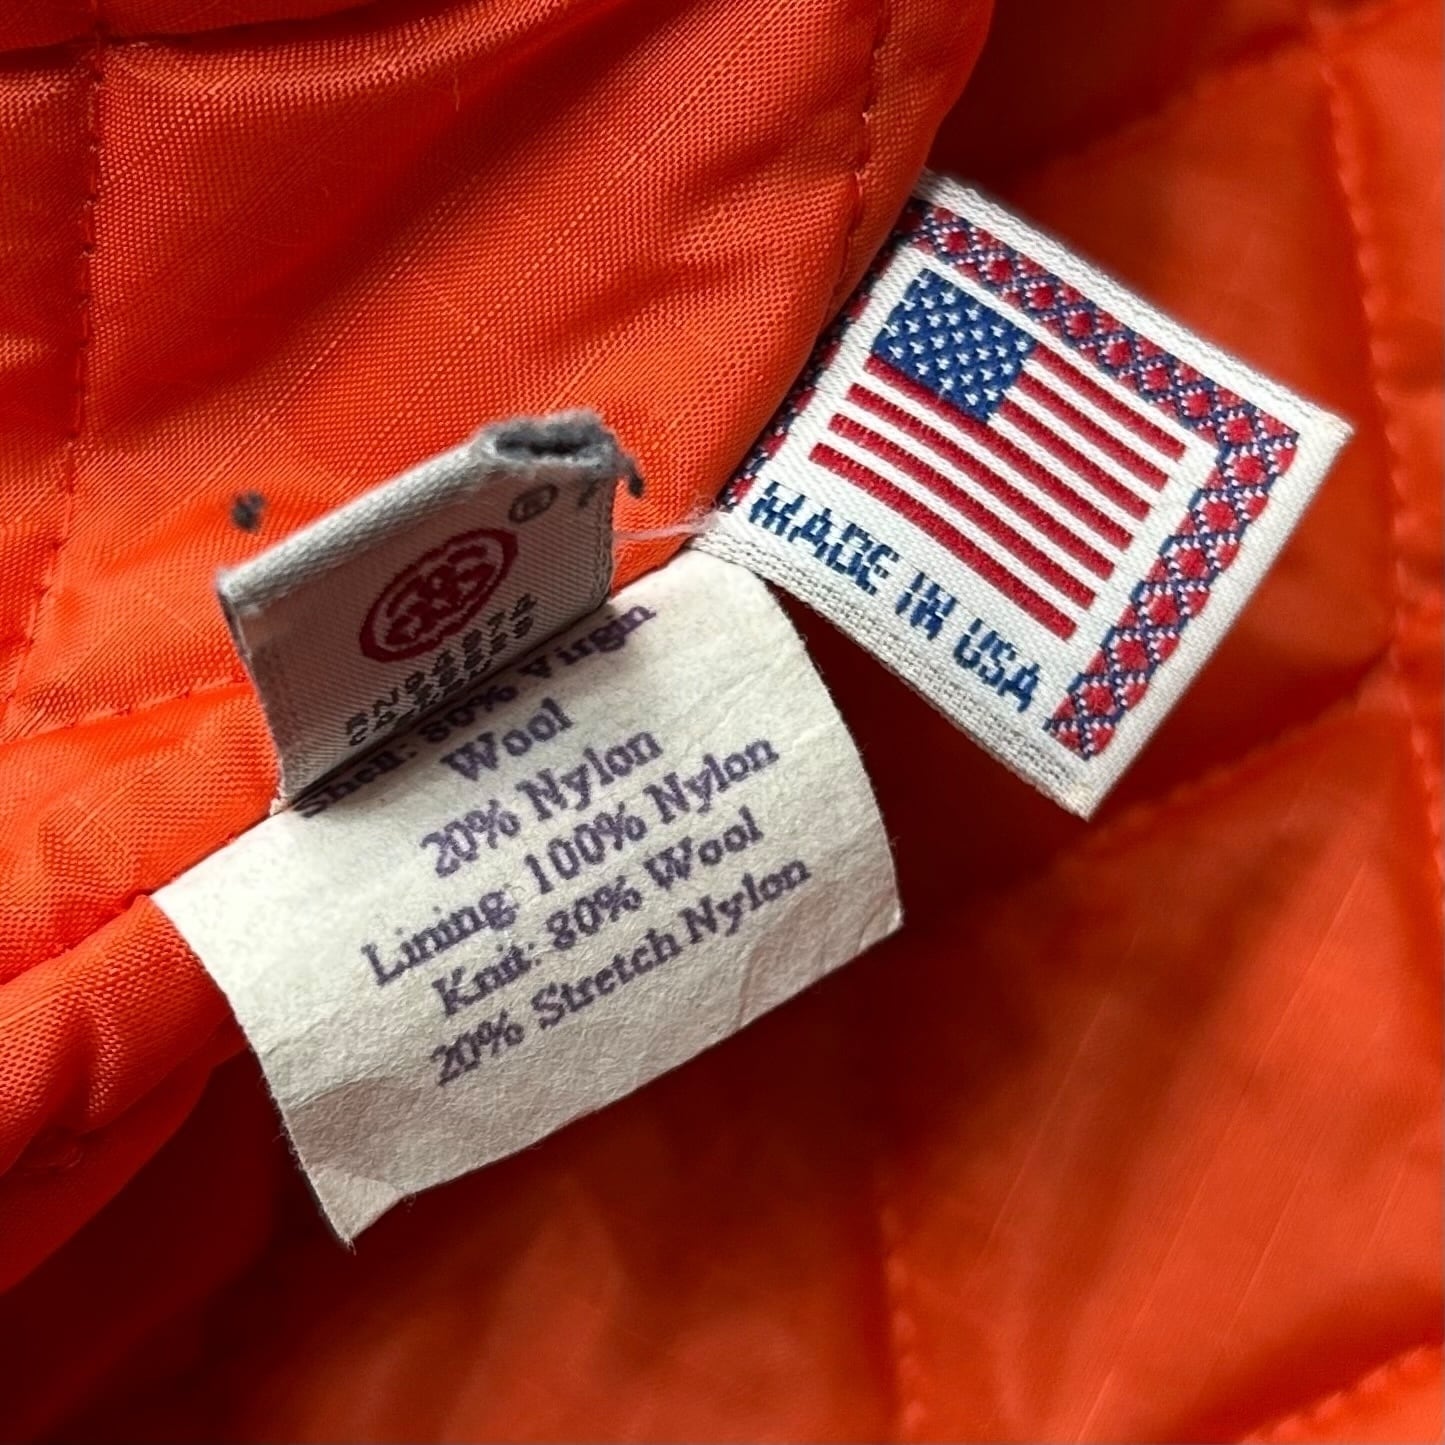 MADE IN USA
Shell: 80% Virgin
Wool
20% Nylon
Lining 100% Nylon
Knit: 80% Wool
20% Stretch Nylon